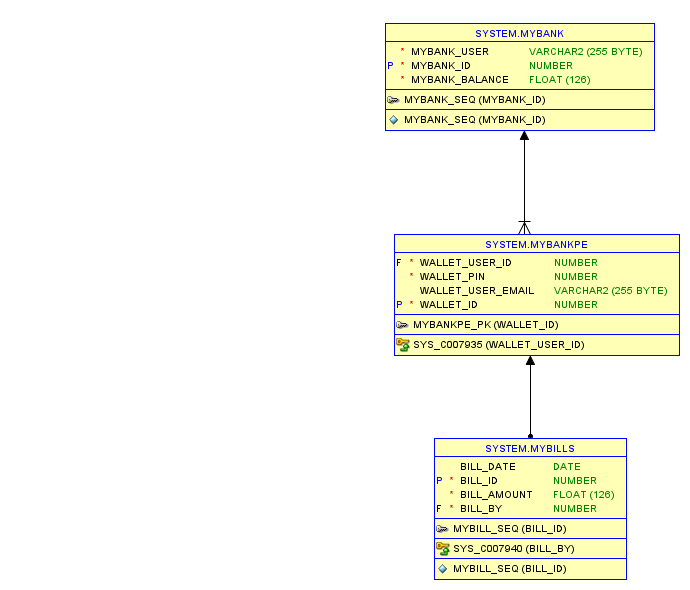 SYSTEM.MYBANK
* MYBANK_USER VARCHAR2 (255 BYTE)
P * MYBANK_ID NUMBER
* MYBANK_BALANCE FLOAT (126)
MYBANK_SEQ (MYBANK_ID)
MYBANK_SEQ (MYBANK_ID)
SYSTEM.MYBANKPE
F * WALLET_USER_ID NUMBER
* WALLET_PIN NUMBER
WALLET_USER_EMAIL VARCHAR2 (255 BYTE)
P * WALLET_ID NUMBER
MYBANKPE_PK (WALLET_ID)
SYS_C007935 (WALLET_USER_ID)
SYSTEM.MYBILLS
BILL_DATE DATE
P * BILL_ID NUMBER
* BILL_AMOUNT FLOAT (126)
F * BILL_BY NUMBER
MYBILL_SEQ (BILL_ID)
SYS_C007940 (BILL_BY)
MYBILL_SEQ (BILL_ID)